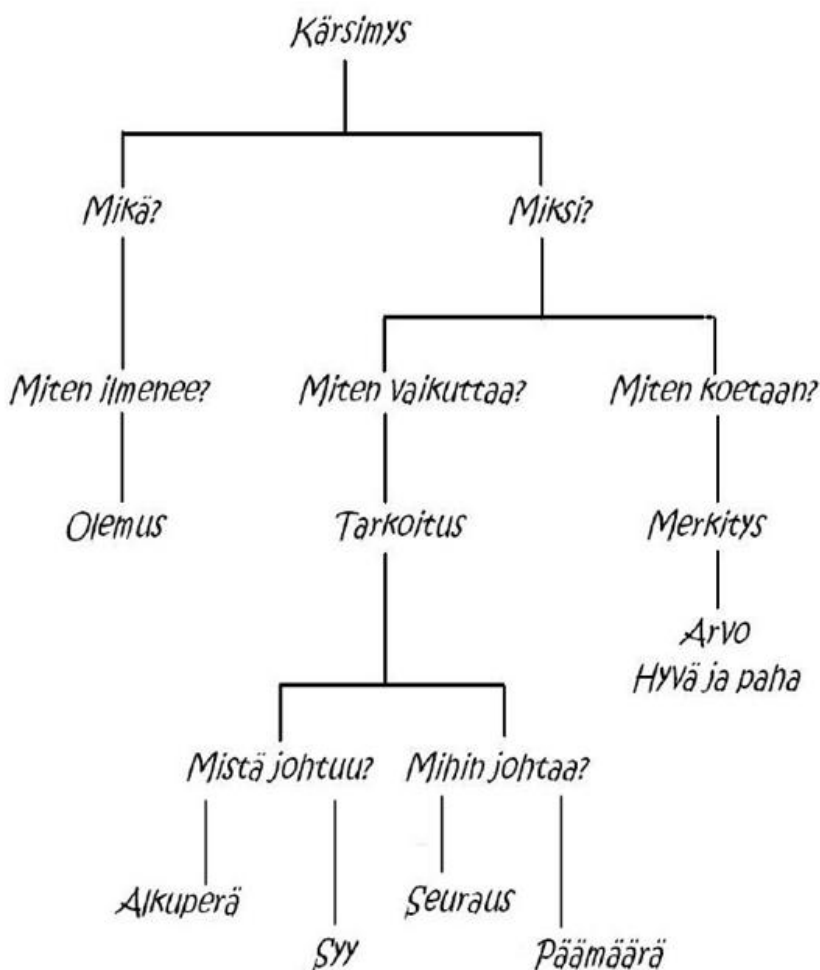 Kärsimys
Mikä?
Miksi?
Miten ilmenee?
Miten vaikuttaa?
Miten koetaan?
Olemus
Tarkoitus
Merkitys
Arvo
Hyvä ja paha
Mistä johtuu?
Mihin johtaa?
Alkuperä
Seuraus
Syy
Päämäärä